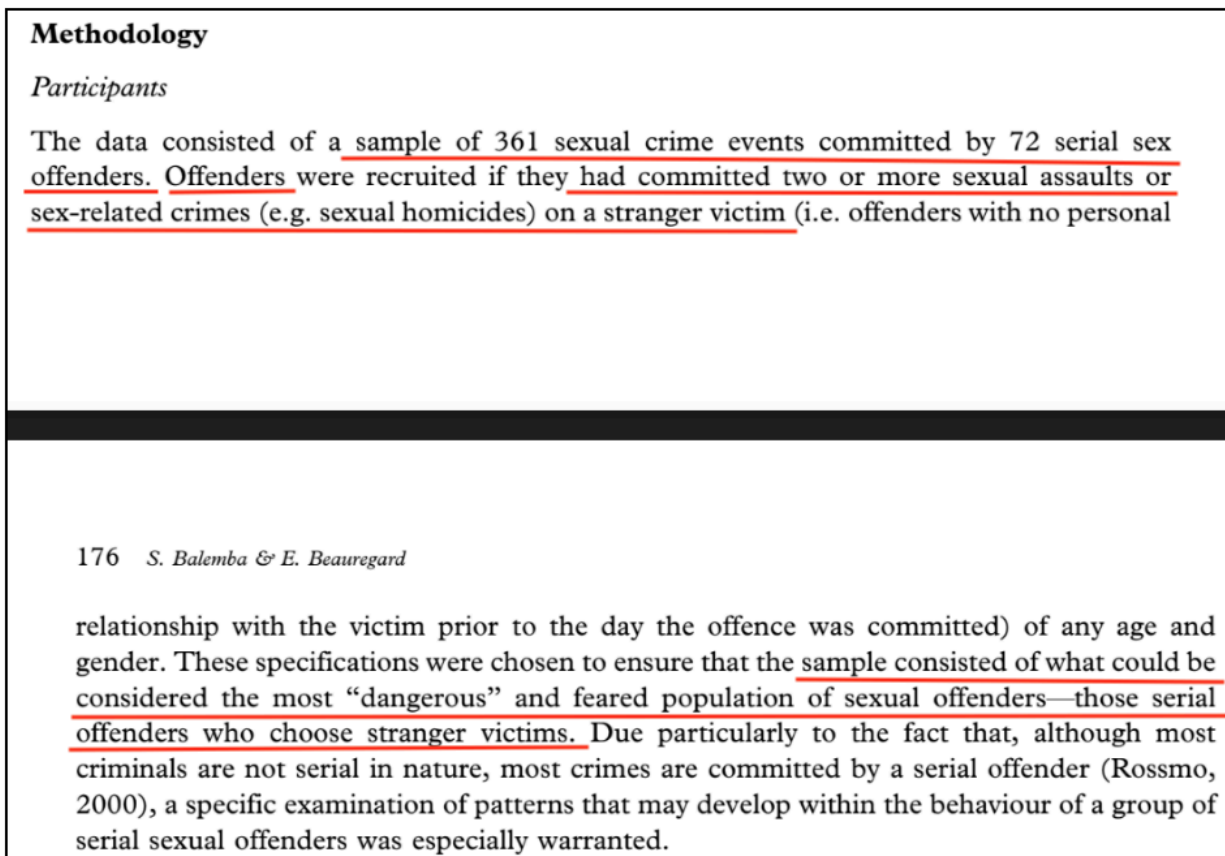 Methodology
Participants
The data consisted of a sample of 361 sexual crime events committed by 72 serial sex
offenders. Offenders were recruited if they had committed two or more sexual assaults or
sex-related crimes (e.g. sexual homicides) on a stranger victim (i.e. offenders with no personal
176 S. Balemba & E. Beauregard
relationship with the victim prior to the day the offence was committed) of any age and
gender. These specifications were chosen to ensure that the sample consisted of what could be
considered the most “dangerous” and feared population of sexual offenders—those serial
offenders who choose stranger victims. Due particularly to the fact that, although most
criminals are not serial in nature, most crimes are committed by a serial offender (Rossmo,
2000), a specific examination of patterns that may develop within the behaviour of a group of
serial sexual offenders was especially warranted.